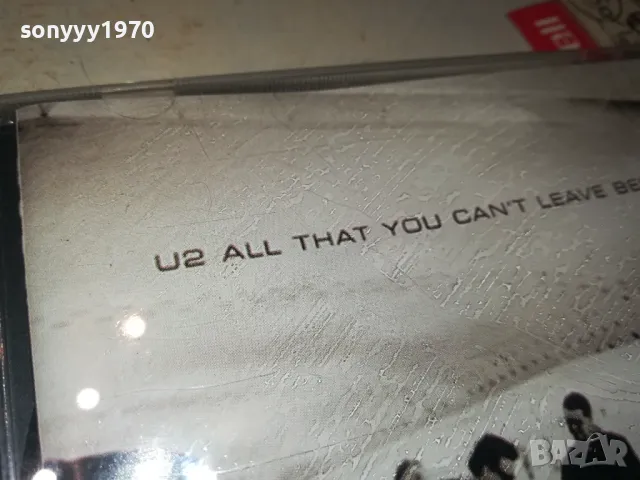 sonyyy1970
U2 ALL THAT YOU CAN'T LEAVE BE
BAZAR